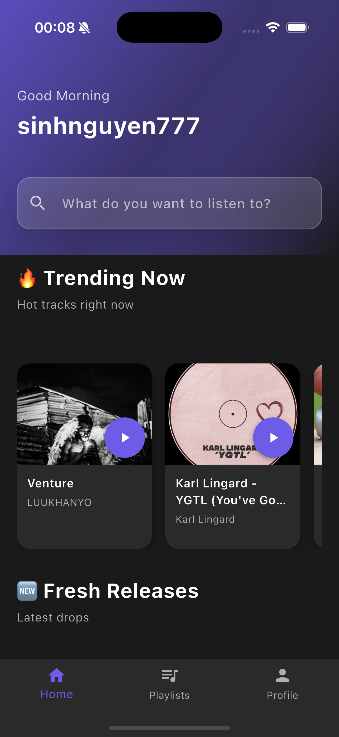 00:08
Good Morning
sinhnguyen777
What do you want to listen to?
🔥 Trending Now
Hot tracks right now
KARL LINGARD
'YGTL'
Venture
LUUKHANYO
Karl Lingard -
YGTL (You've Go...
Karl Lingard
🆕 Fresh Releases
Latest drops
Home
Playlists
Profile